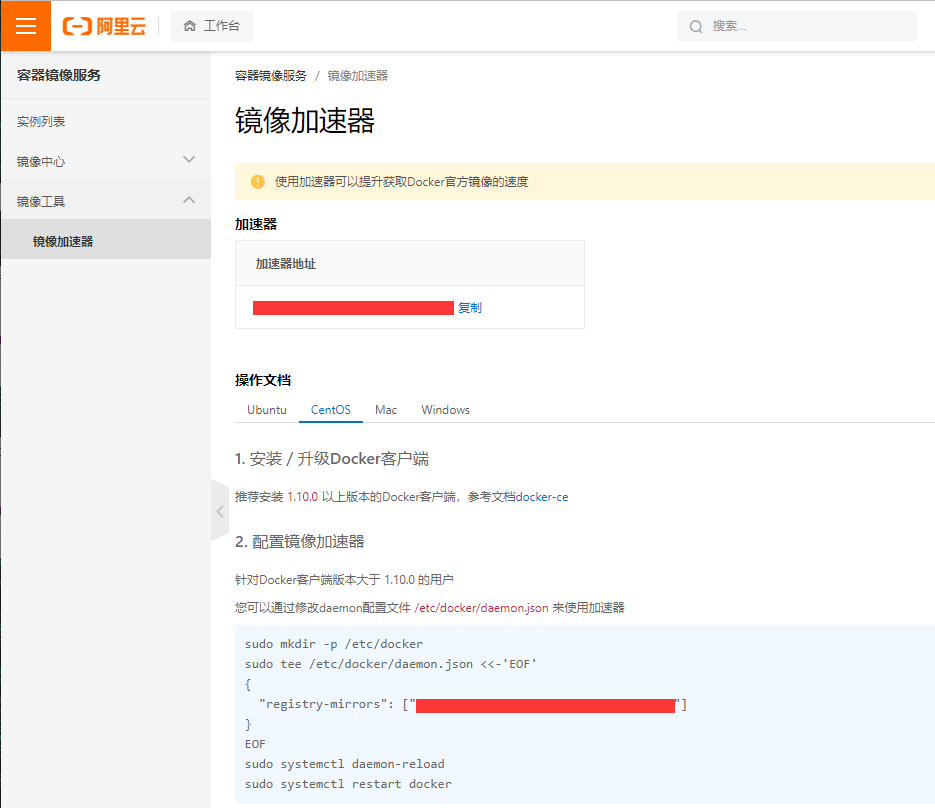 阿里云
工作台
搜索...
容器镜像服务
实例列表
镜像中心
镜像工具
镜像加速器
容器镜像服务 / 镜像加速器
镜像加速器
使用加速器可以提升获取Docker官方镜像的速度
加速器
加速器地址
复制
操作文档
Ubuntu CentOS Mac Windows
1. 安装 / 升级Docker客户端
推荐安装 1.10.0 以上版本的Docker客户端，参考文档docker-ce
2. 配置镜像加速器
针对Docker客户端版本大于 1.10.0 的用户
您可以通过修改daemon配置文件 /etc/docker/daemon.json 来使用加速器
sudo mkdir -p /etc/docker
sudo tee /etc/docker/daemon.json <<-'EOF'
{
  "registry-mirrors": [""]
}
EOF
sudo systemctl daemon-reload
sudo systemctl restart docker